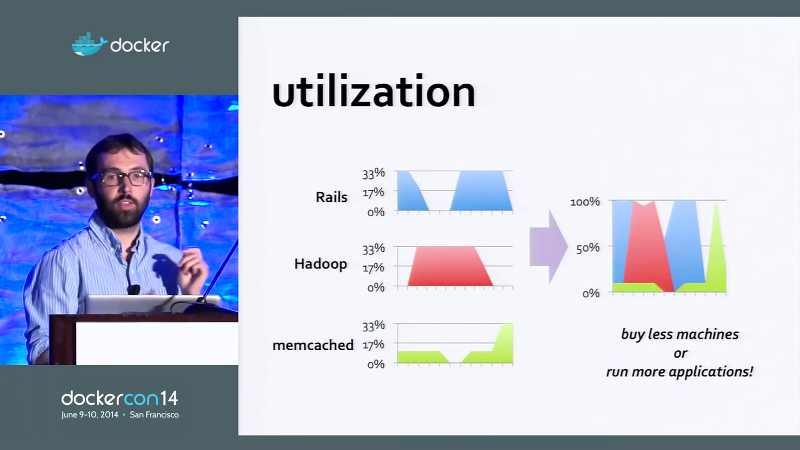 docker
utilization
Rails
33%
17%
0%
Hadoop
33%
17%
0%
memcached
33%
17%
0%
100%
50%
0%
buy less machines
or
run more applications!
dockercon14
June 9-10, 2014 • San Francisco